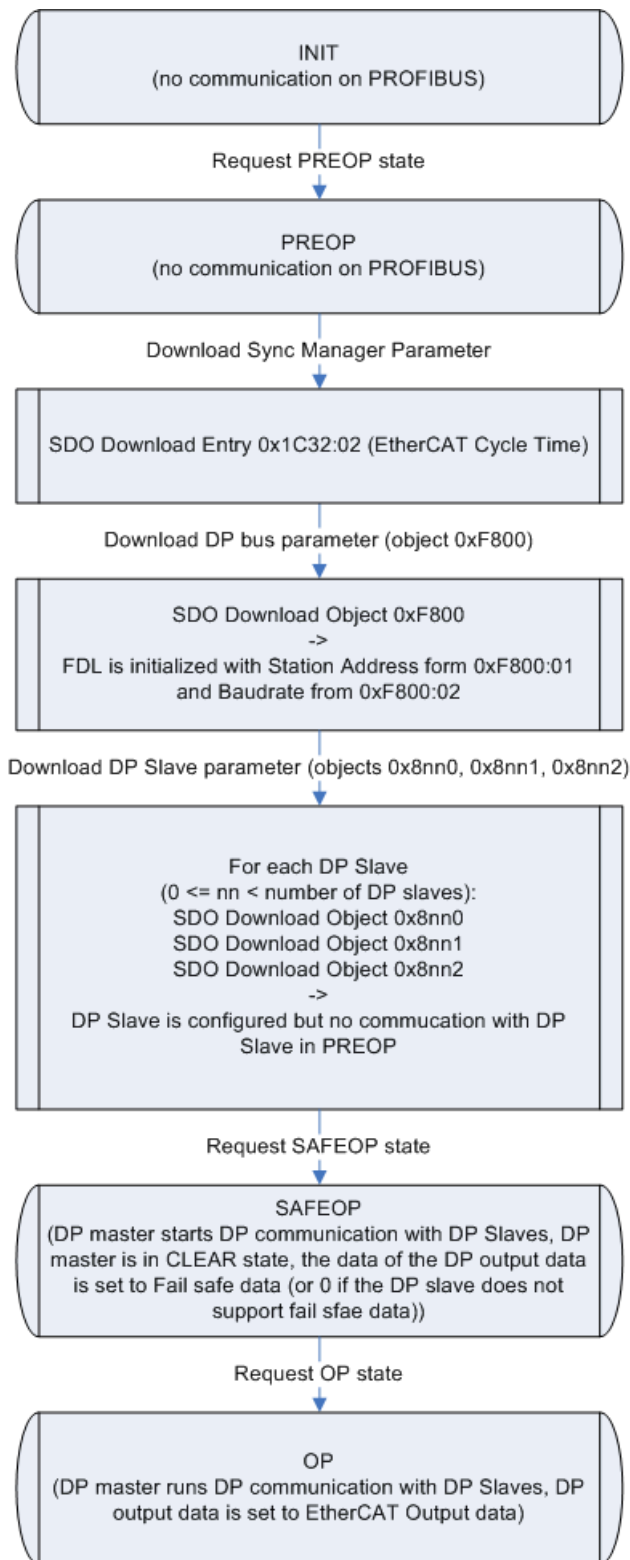 INIT
(no communication on PROFIBUS)
Request PREOP state
PREOP
(no communication on PROFIBUS)
Download Sync Manager Parameter
SDO Download Entry 0x1C32:02 (EtherCAT Cycle Time)
Download DP bus parameter (object 0xF800)
SDO Download Object 0xF800
->
FDL is initialized with Station Address form 0xF800:01
and Baudrate from 0xF800:02
Download DP Slave parameter (objects 0x8nn0, 0x8nn1, 0x8nn2)
For each DP Slave
(0 <= nn < number of DP slaves):
SDO Download Object 0x8nn0
SDO Download Object 0x8nn1
SDO Download Object 0x8nn2
->
DP Slave is configured but no commucation with DP
Slave in PREOP
Request SAFEOP state
SAFEOP
(DP master starts DP communication with DP Slaves, DP
master is in CLEAR state, the data of the DP output data
is set to Fail safe data (or 0 if the DP slave does not
support fail sfae data))
Request OP state
OP
(DP master runs DP communication with DP Slaves, DP
output data is set to EtherCAT Output data)